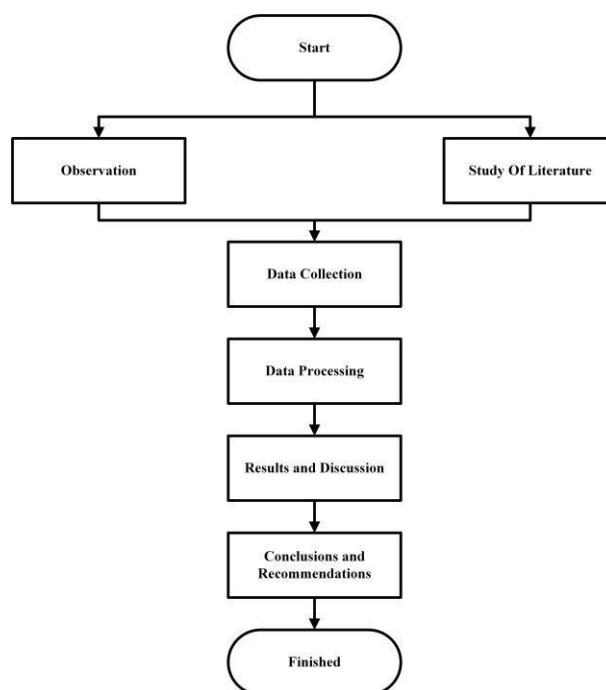 Start
Observation
Study Of Literature
Data Collection
Data Processing
Results and Discussion
Conclusions and
Recommendations
Finished